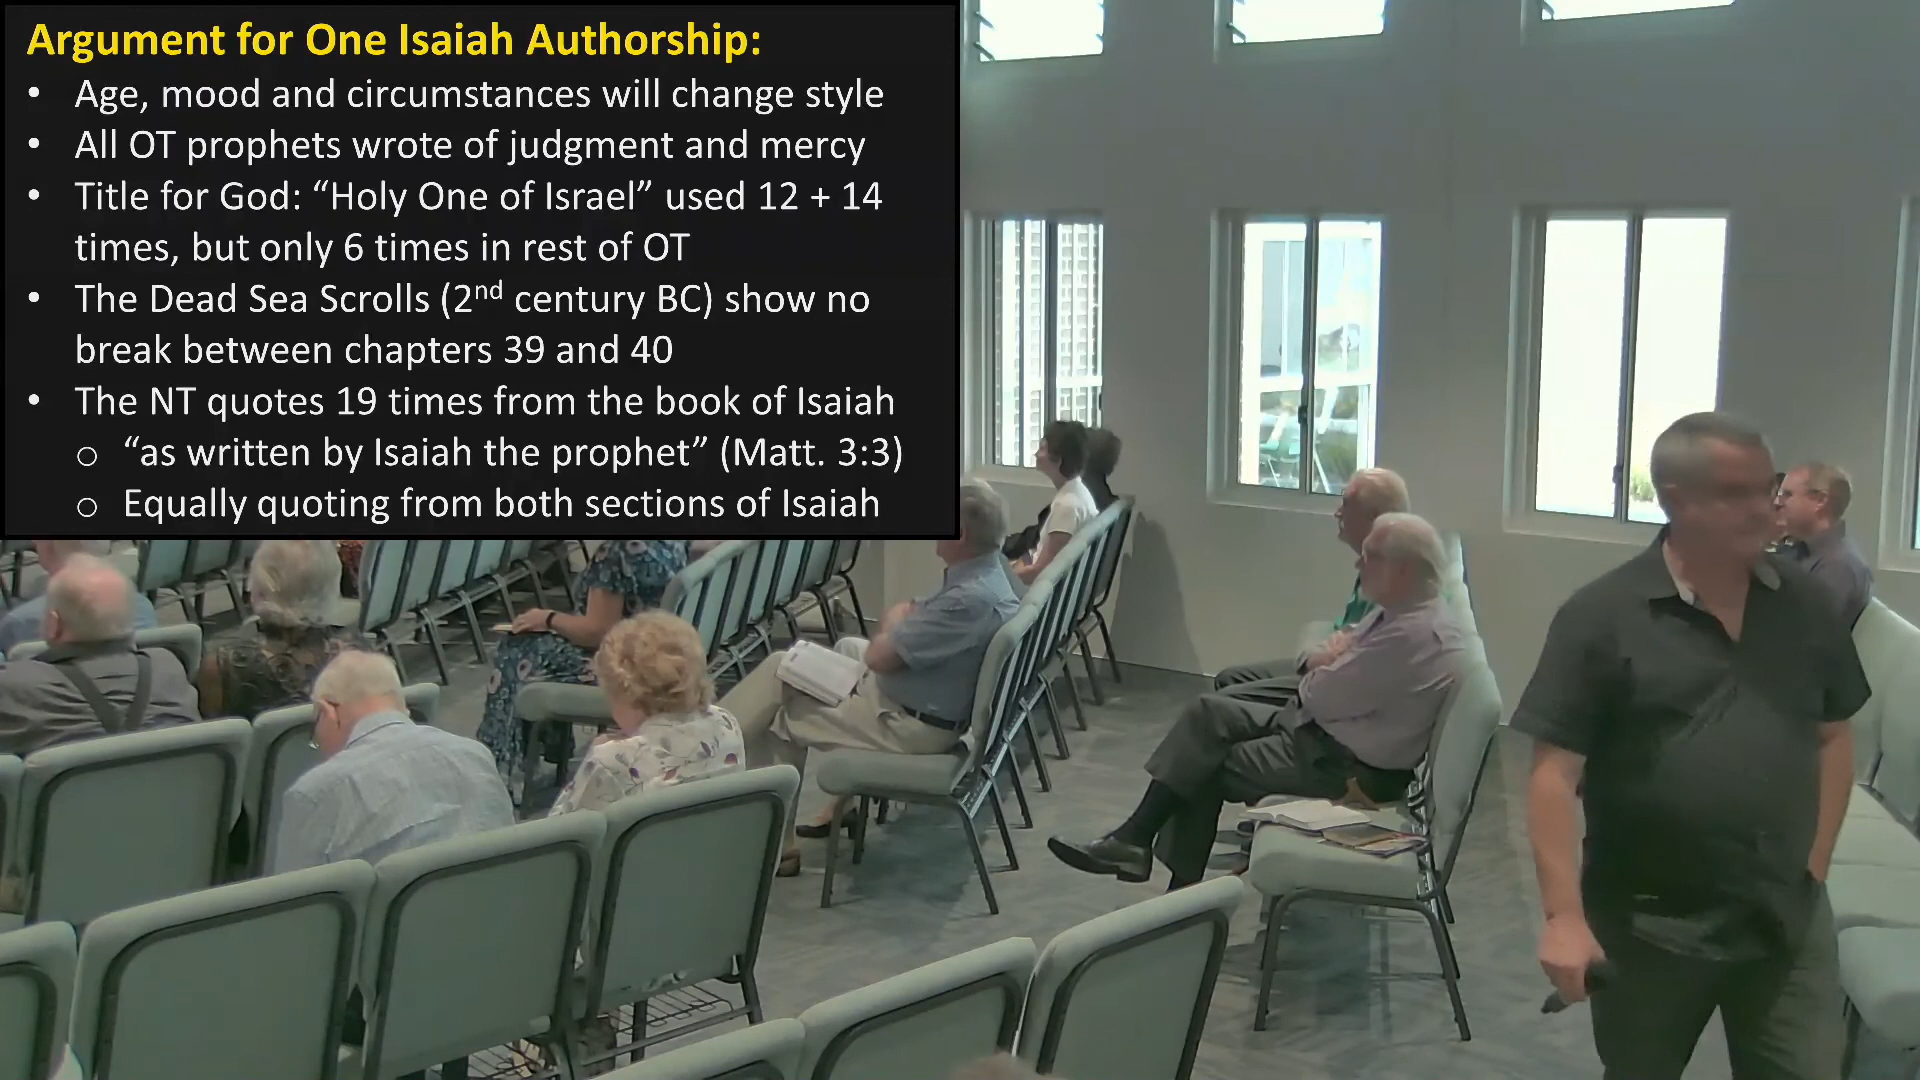 Argument for One Isaiah Authorship:
• Age, mood and circumstances will change style
• All OT prophets wrote of judgment and mercy
• Title for God: “Holy One of Israel” used 12 + 14
times, but only 6 times in rest of OT
• The Dead Sea Scrolls (2nd century BC) show no
break between chapters 39 and 40
• The NT quotes 19 times from the book of Isaiah
o “as written by Isaiah the prophet” (Matt. 3:3)
o Equally quoting from both sections of Isaiah